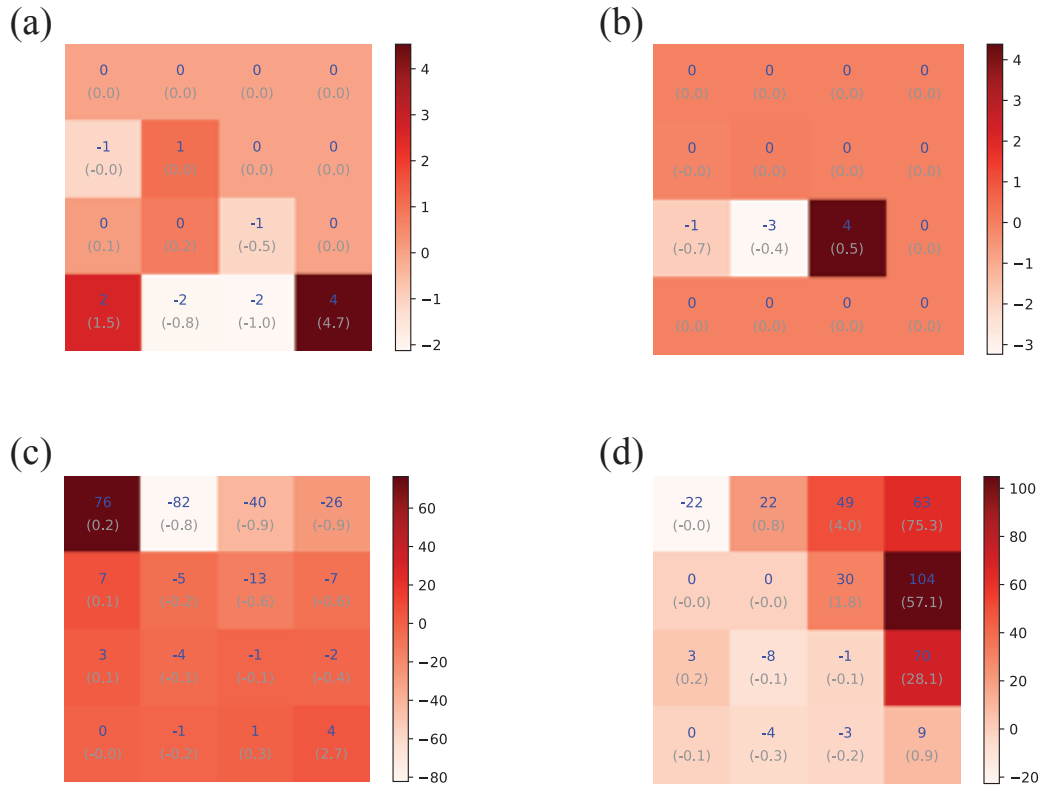 (a)
0 0 0 0
(0.0) (0.0) (0.0) (0.0)
-1 1 0 0
(-0.0) (0.0) (0.0) (0.0)
0 0 -1 0
(0.1) (0.2) (-0.5) (0.0)
2 -2 -2 4
(1.5) (-0.8) (-1.0) (4.7)
4
3
2
1
0
−1
−2
(b)
0 0 0 0
(0.0) (0.0) (0.0) (0.0)
0 0 0 0
(-0.0) (0.0) (0.0) (0.0)
-1 -3 4 0
(-0.7) (-0.4) (0.5) (0.0)
0 0 0 0
(0.0) (0.0) (0.0) (0.0)
4
3
2
1
0
−1
−2
−3
(c)
76 -82 -40 -26
(0.2) (-0.8) (-0.9) (-0.9)
7 -5 -13 -7
(0.1) (-0.2) (-0.6) (-0.6)
3 -4 -1 -2
(0.1) (-0.1) (-0.1) (-0.4)
0 -1 1 4
(-0.0) (-0.2) (0.3) (2.7)
60
40
20
0
−20
−40
−60
−80
(d)
-22 22 49 63
(-0.0) (0.8) (4.0) (75.3)
0 0 30 104
(-0.0) (-0.0) (1.8) (57.1)
3 -8 -1 70
(0.2) (-0.1) (-0.1) (28.1)
0 -4 -3 9
(-0.1) (-0.3) (-0.2) (0.9)
100
80
60
40
20
0
−20